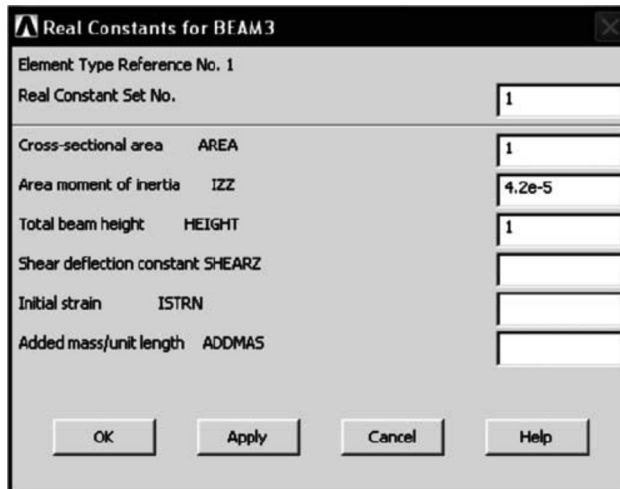 Real Constants for BEAM3
Element Type Reference No. 1
Real Constant Set No. 1
Cross-sectional area AREA 1
Area moment of inertia IZZ 4.2e-5
Total beam height HEIGHT 1
Shear deflection constant SHEARZ
Initial strain ISTRN
Added mass/unit length ADDMAS
OK Apply Cancel Help